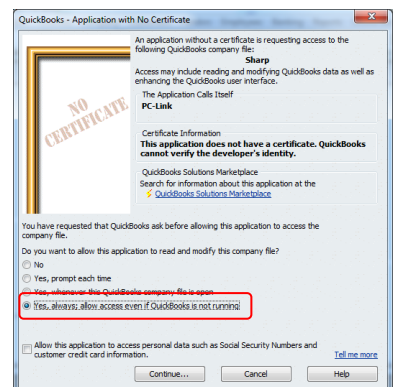 QuickBooks - Application with No Certificate
An application without a certificate is requesting access to the
following QuickBooks company file:
Sharp
Access may include reading and modifying QuickBooks data as well as
enhancing the QuickBooks user interface.
The Application Calls Itself
PC-Link
NO
CERTIFICATE
Certificate Information
This application does not have a certificate. QuickBooks
cannot verify the developer's identity.
QuickBooks Solutions Marketplace
Search for information about this application at the
QuickBooks Solutions Marketplace
You have requested that QuickBooks ask before allowing this application to access the
company file.
Do you want to allow this application to read and modify this company file?
No
Yes, prompt each time
Yes, whenever this QuickBooks company file is open
Yes, always; allow access even if QuickBooks is not running
Allow this application to access personal data such as Social Security Numbers and
customer credit card information.
Tell me more
Continue...
Cancel
Help